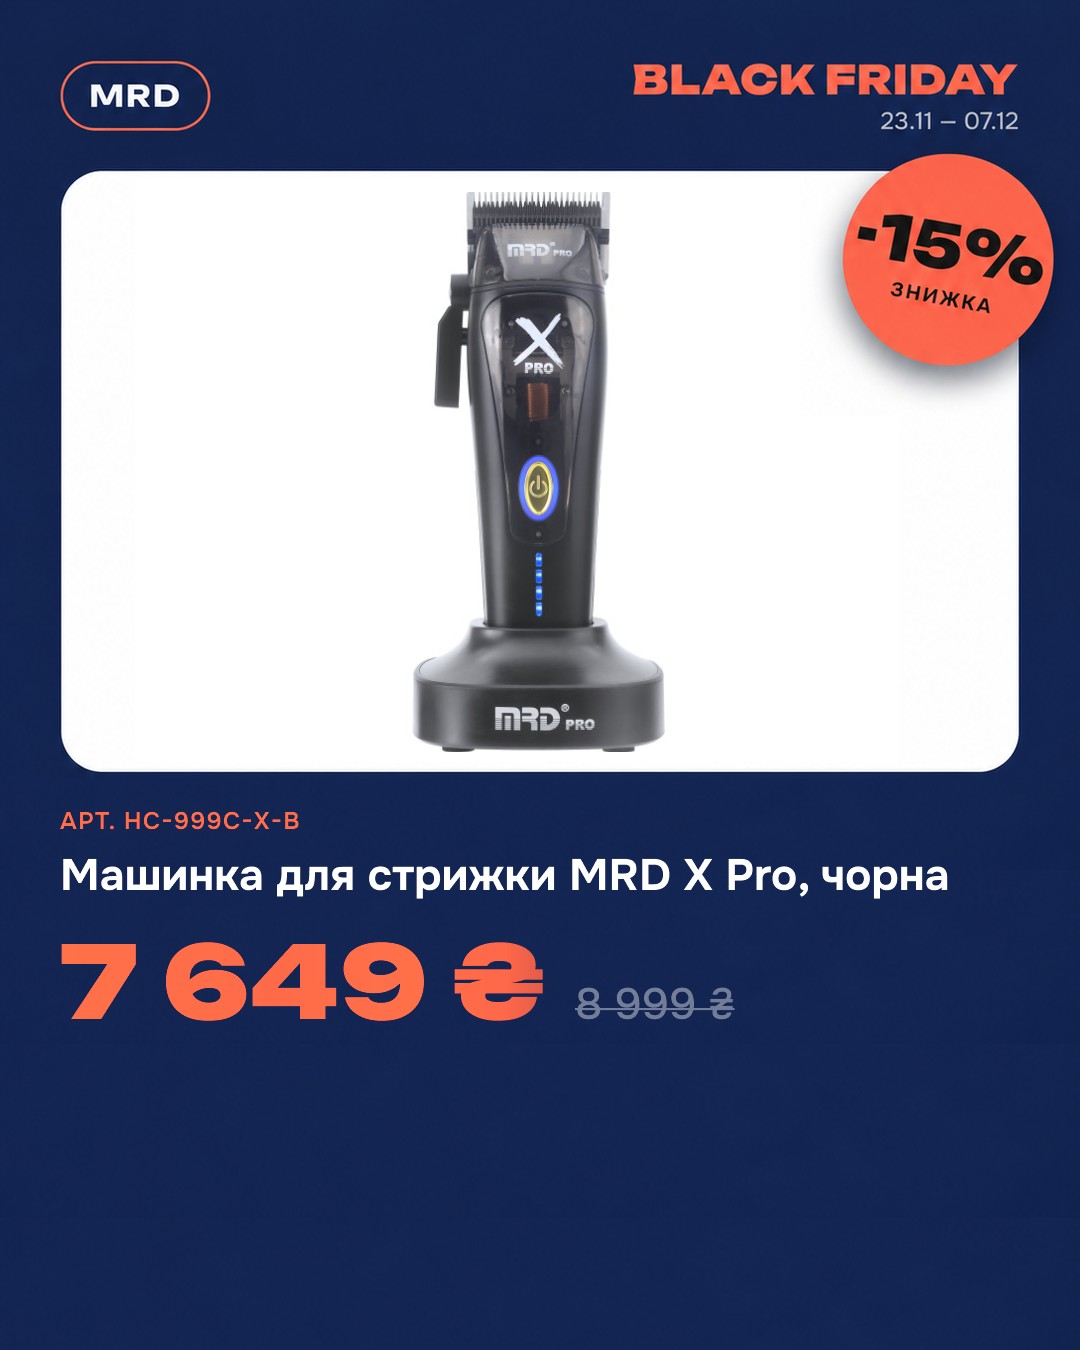 MRD
BLACK FRIDAY
23.11 – 07.12
-15%
ЗНИЖКА
MRD® PRO
X
PRO
MRD® PRO
АРТ. HC-999C-X-B
Машинка для стрижки MRD X Pro, чорна
7 649 ₴ 8 999 ₴